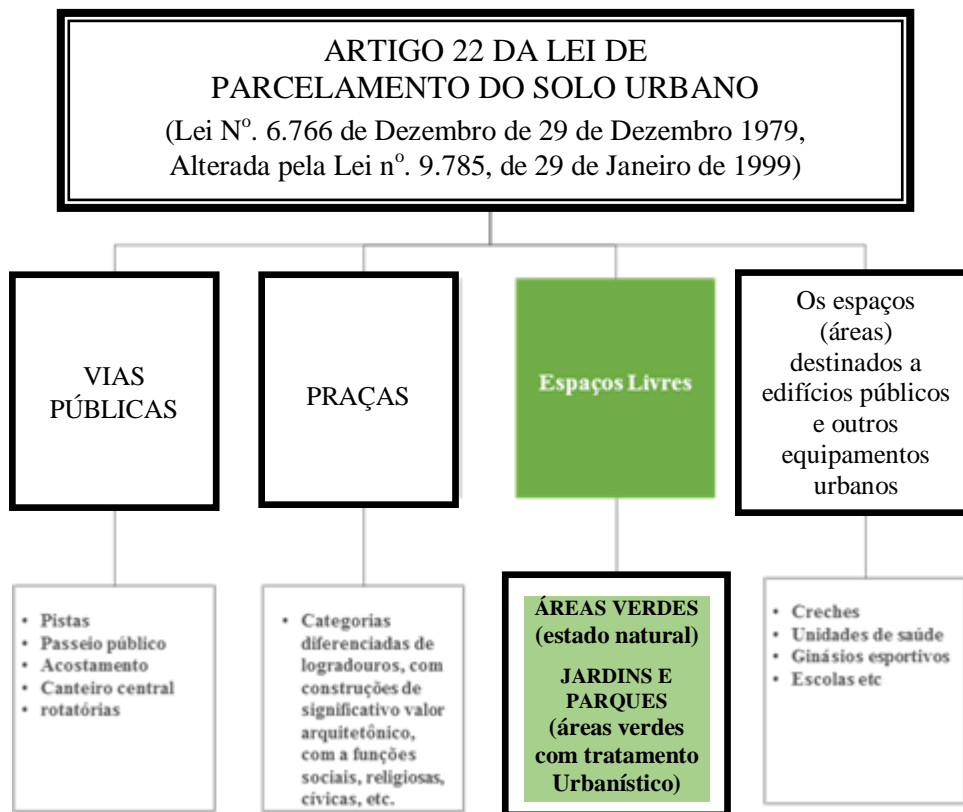 ARTIGO 22 DA LEI DE
PARCELAMENTO DO SOLO URBANO
(Lei Nº. 6.766 de Dezembro de 29 de Dezembro 1979,
Alterada pela Lei nº. 9.785, de 29 de Janeiro de 1999)
VIAS
PÚBLICAS
PRAÇAS
Espaços Livres
Os espaços
(áreas)
destinados a
edifícios públicos
e outros
equipamentos
urbanos
• Pistas
• Passeio público
• Acostamento
• Canteiro central
• rotatórias
• Categorias
diferenciadas de
logradouros, com
construções de
significativo valor
arquitetônico,
com a funções
sociais, religiosas,
cívicas, etc.
ÁREAS VERDES
(estado natural)
JARDINS E
PARQUES
(áreas verdes
com tratamento
Urbanístico)
• Creches
• Unidades de saúde
• Ginásios esportivos
• Escolas etc